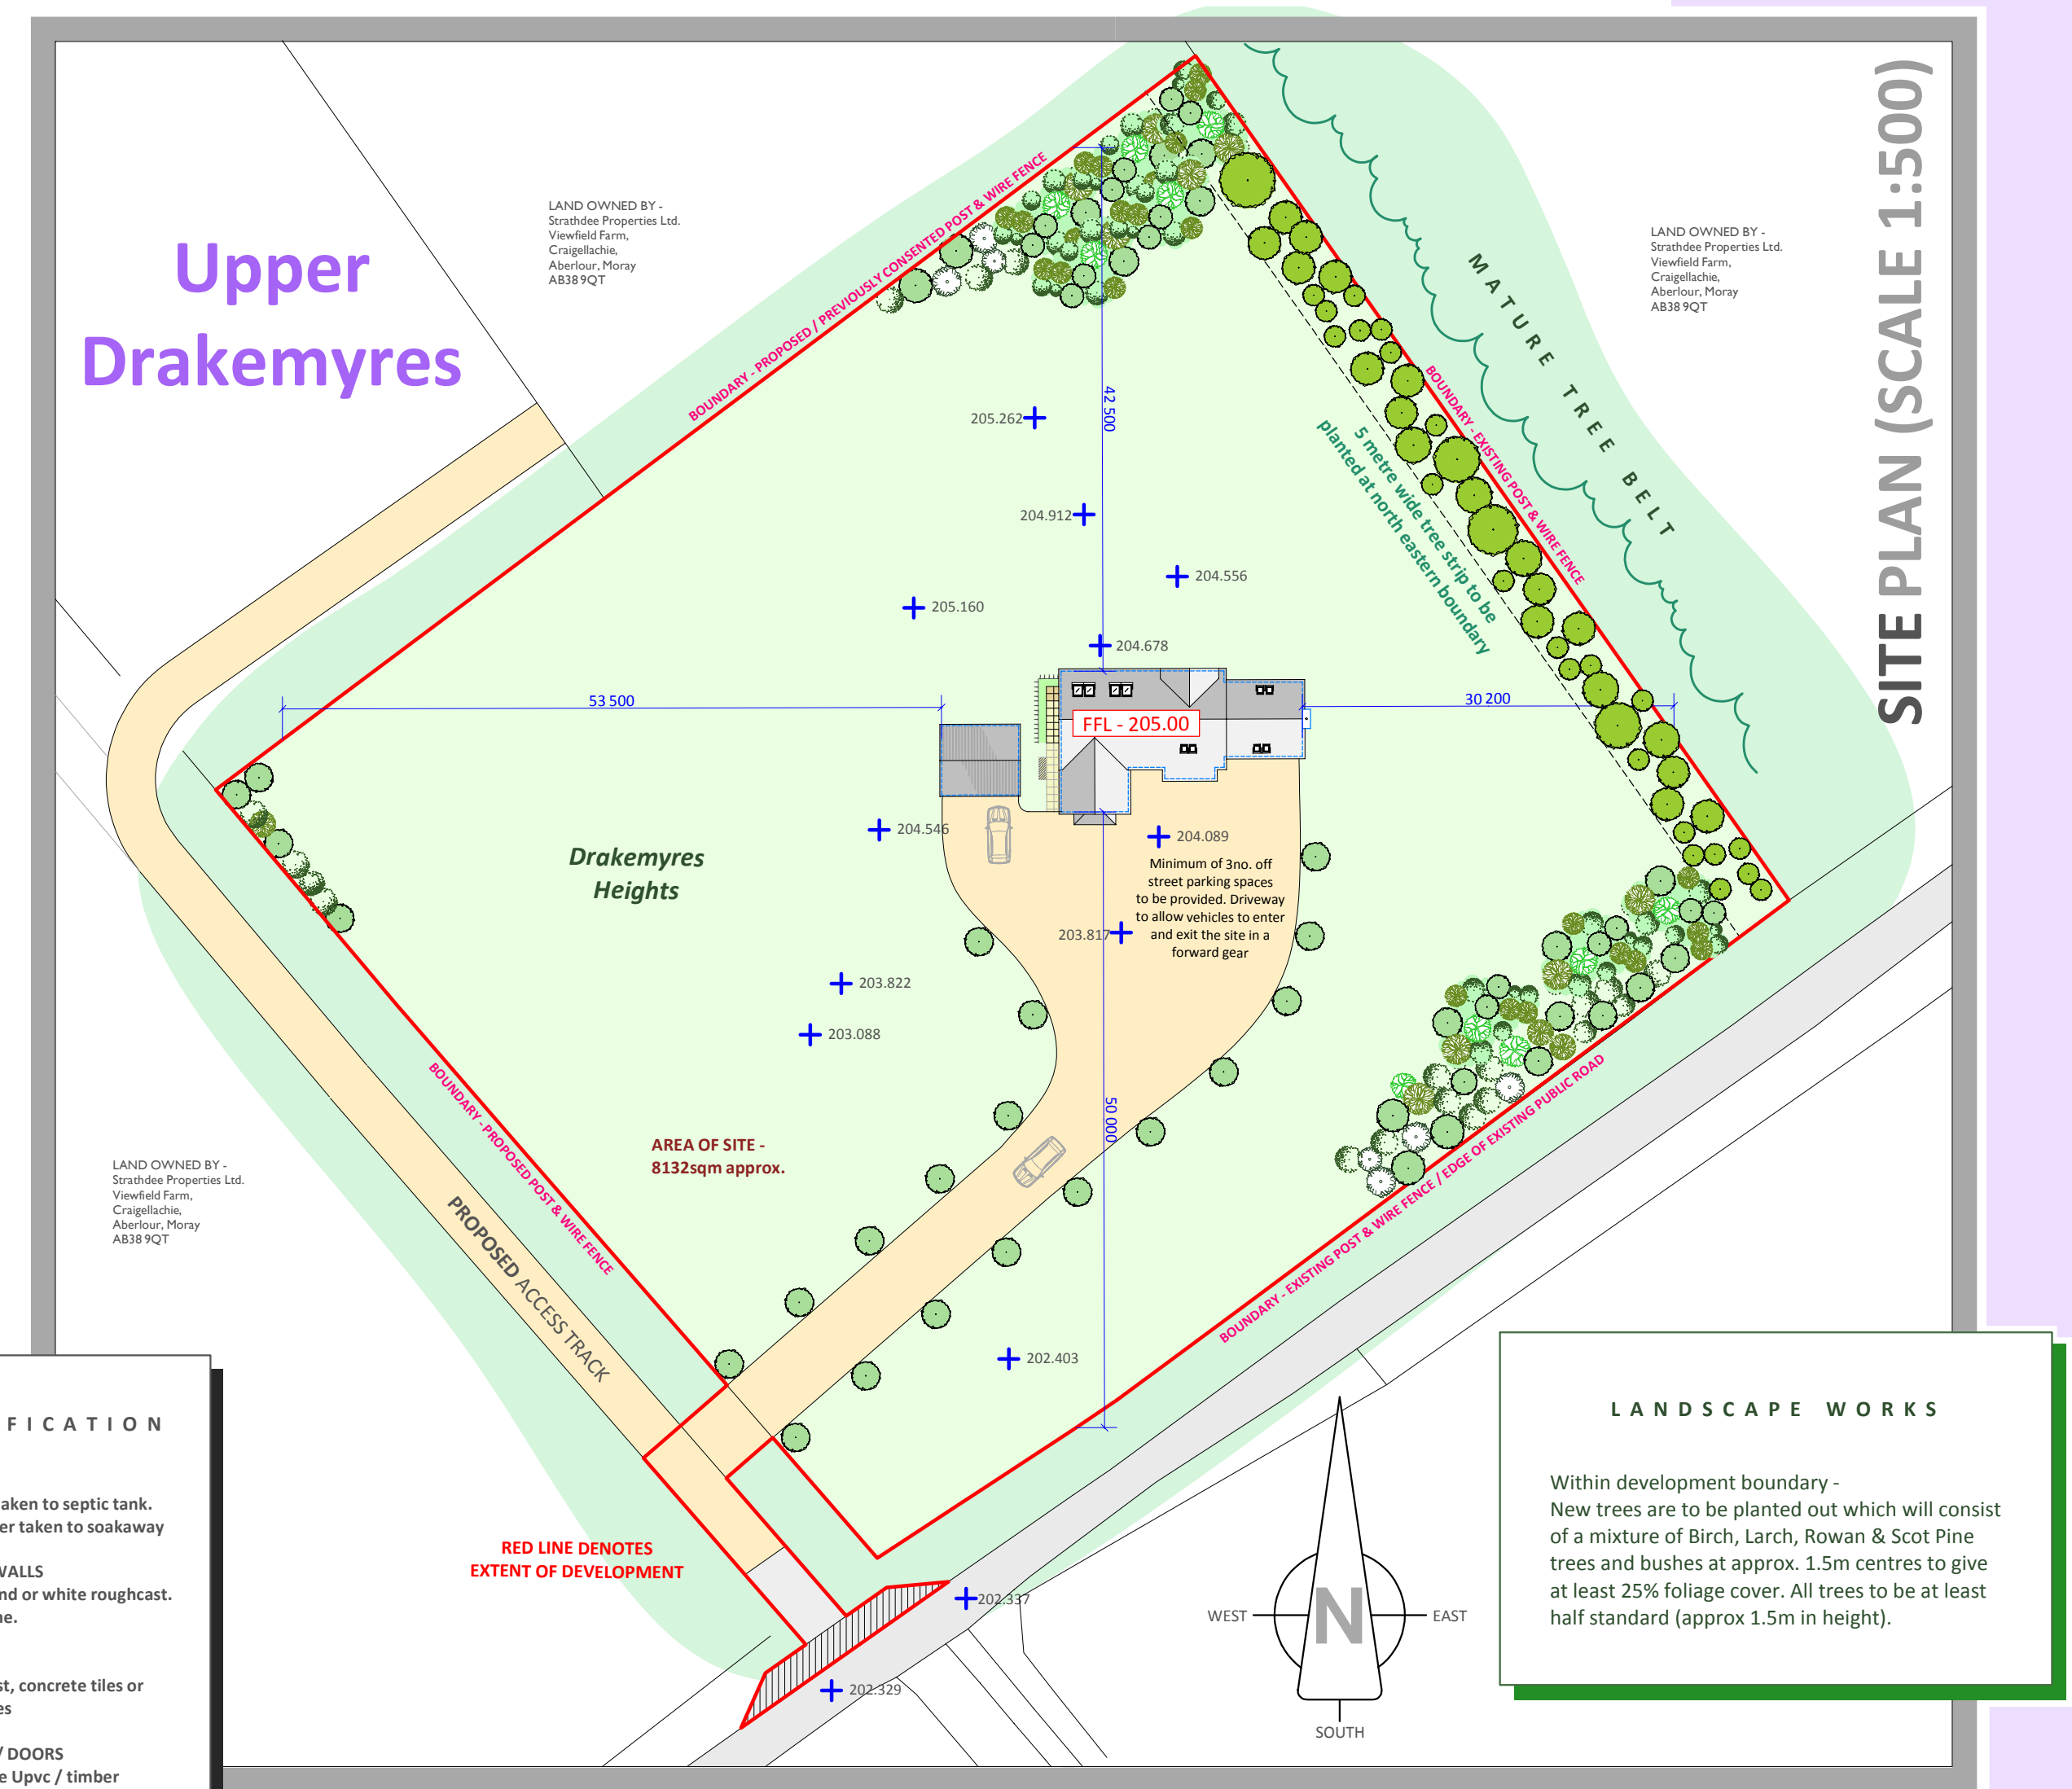 Upper
Drakemyres
LAND OWNED BY -
Strathdee Properties Ltd.
Viewfield Farm,
Craigellachie,
Aberlour, Moray
AB38 9QT
BOUNDARY - PROPOSED / PREVIOUSLY CONSENTED POST & WIRE FENCE
LAND OWNED BY -
Strathdee Properties Ltd.
Viewfield Farm,
Craigellachie,
Aberlour, Moray
AB38 9QT
SITE PLAN (SCALE 1:500)
MATURE TREE BELT
BOUNDARY - EXISTING POST & WIRE FENCE
5 metre wide tree strip to be
planted at north eastern boundary
42 500
205.262
204.912
204.556
205.160
204.678
53 500
30 200
FFL - 205.00
204.546
204.089
Drakemyres
Heights
Minimum of 3no. off
street parking spaces
to be provided. Driveway
to allow vehicles to enter
and exit the site in a
forward gear
203.817
203.822
203.088
50 000
AREA OF SITE -
8132sqm approx.
BOUNDARY - PROPOSED POST & WIRE FENCE
PROPOSED ACCESS TRACK
BOUNDARY - EXISTING POST & WIRE FENCE / EDGE OF EXISTING PUBLIC ROAD
LAND OWNED BY -
Strathdee Properties Ltd.
Viewfield Farm,
Craigellachie,
Aberlour, Moray
AB38 9QT
202.403
RED LINE DENOTES
EXTENT OF DEVELOPMENT
202.337
202.329
N
WEST
EAST
SOUTH
FICATION
aken to septic tank.
er taken to soakaway
WALLS
nd or white roughcast.
ne.
st, concrete tiles or
es
/ DOORS
e Upvc / timber
LANDSCAPE WORKS
Within development boundary -
New trees are to be planted out which will consist
of a mixture of Birch, Larch, Rowan & Scot Pine
trees and bushes at approx. 1.5m centres to give
at least 25% foliage cover. All trees to be at least
half standard (approx 1.5m in height).